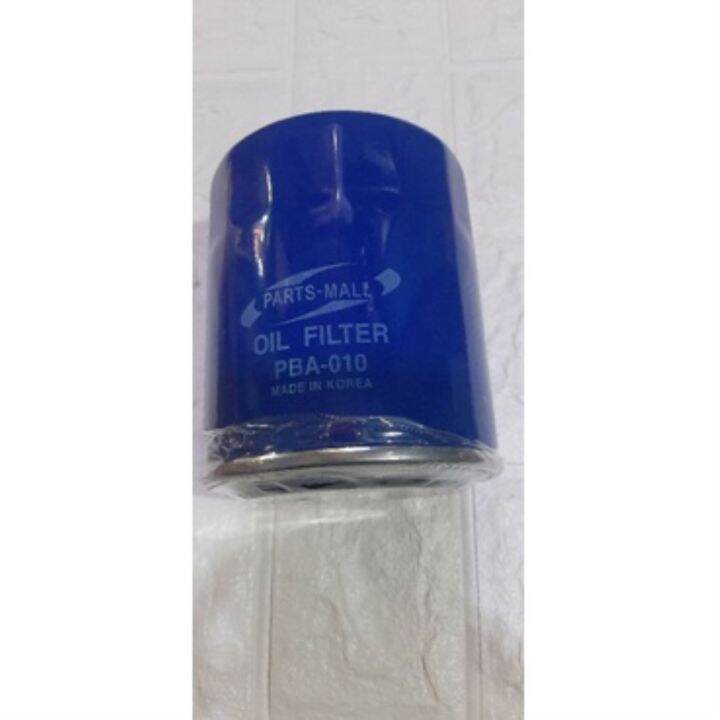 PARTS-MALL
OIL FILTER
PBA-010
MADE IN KOREA